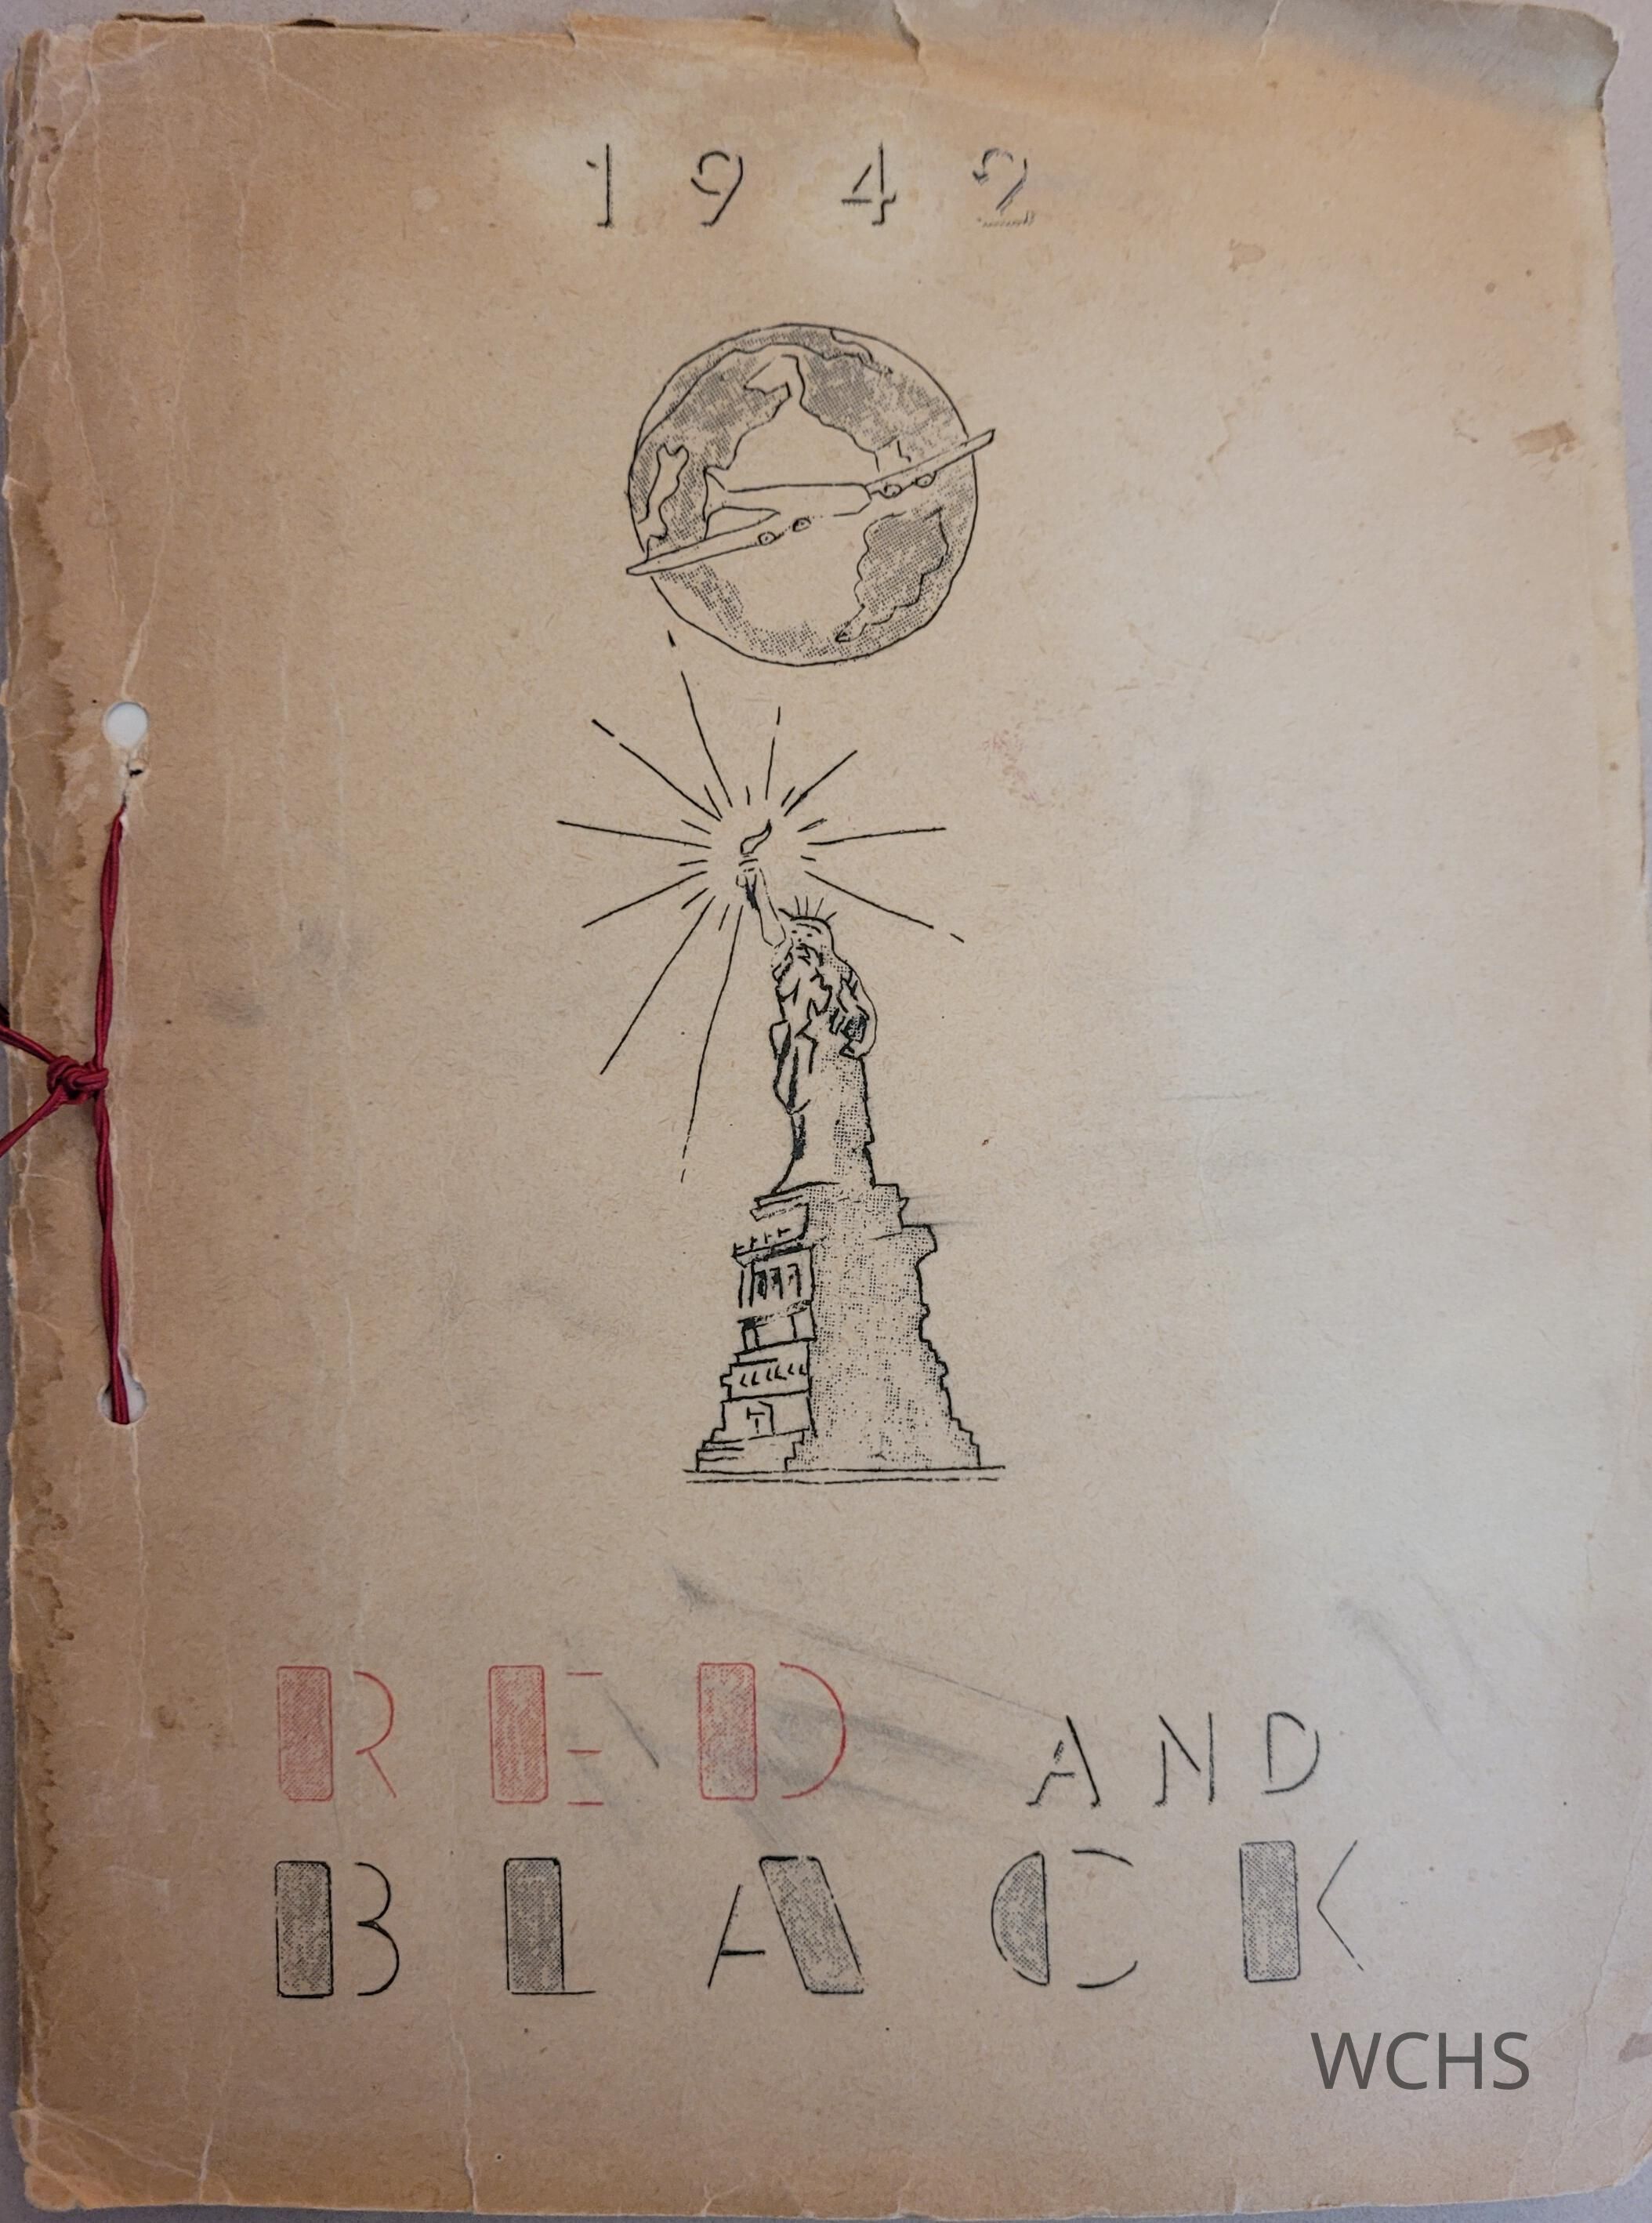 1942
RED AND
BLACK
WCHS